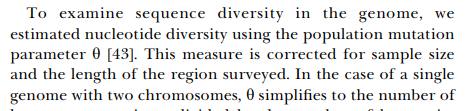 To examine sequence diversity in the genome, we
estimated nucleotide diversity using the population mutation
parameter θ [43]. This measure is corrected for sample size
and the length of the region surveyed. In the case of a single
genome with two chromosomes, θ simplifies to the number of